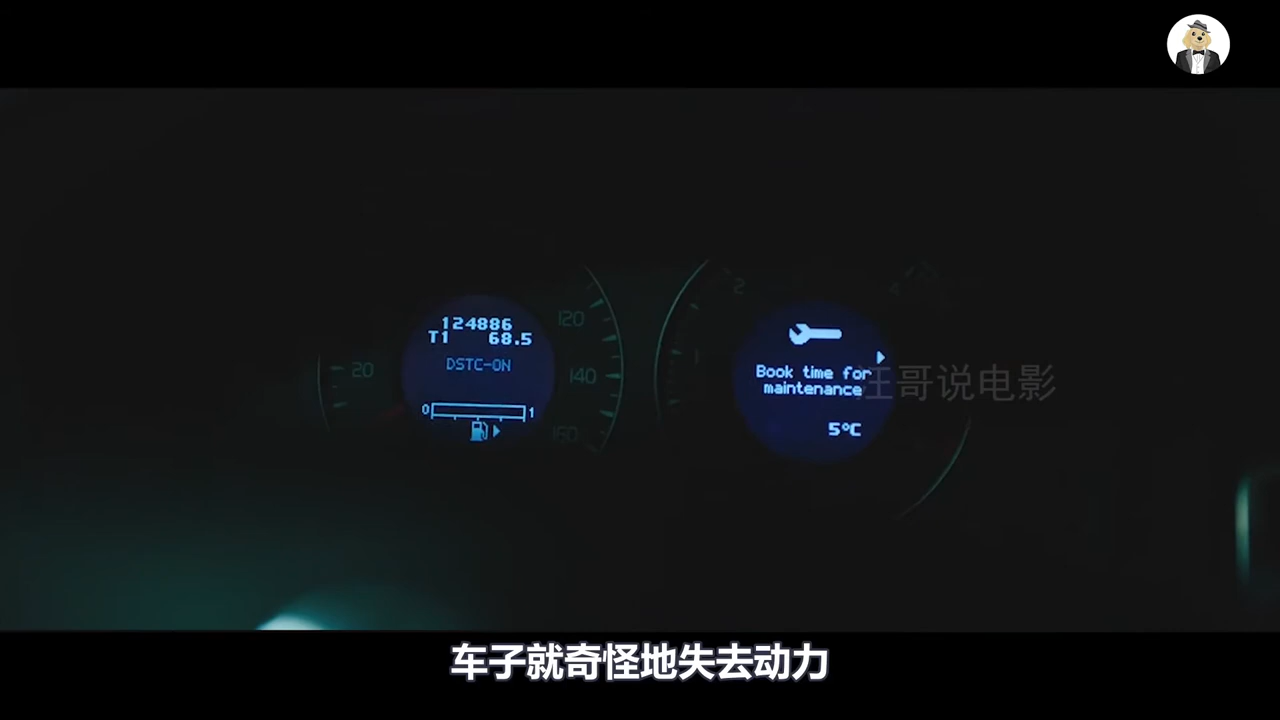 124886
T1 68.5
DSTC-ON
0 1
20
120
140
160
2
Book time for
maintenance
5°C
汪哥说电影
车子就奇怪地失去动力